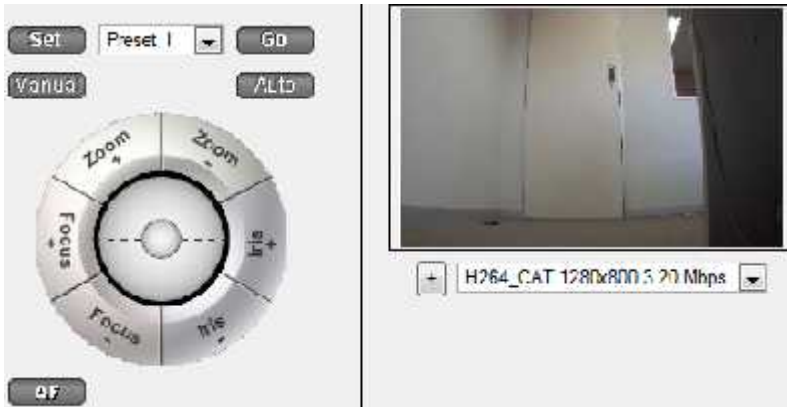 Set Preset 1 Go
Manual Auto
Zoom +
Zoom -
Focus +
Iris +
Focus -
Iris -
AF
+ H264_CAT 1280x800 3.20 Mbps